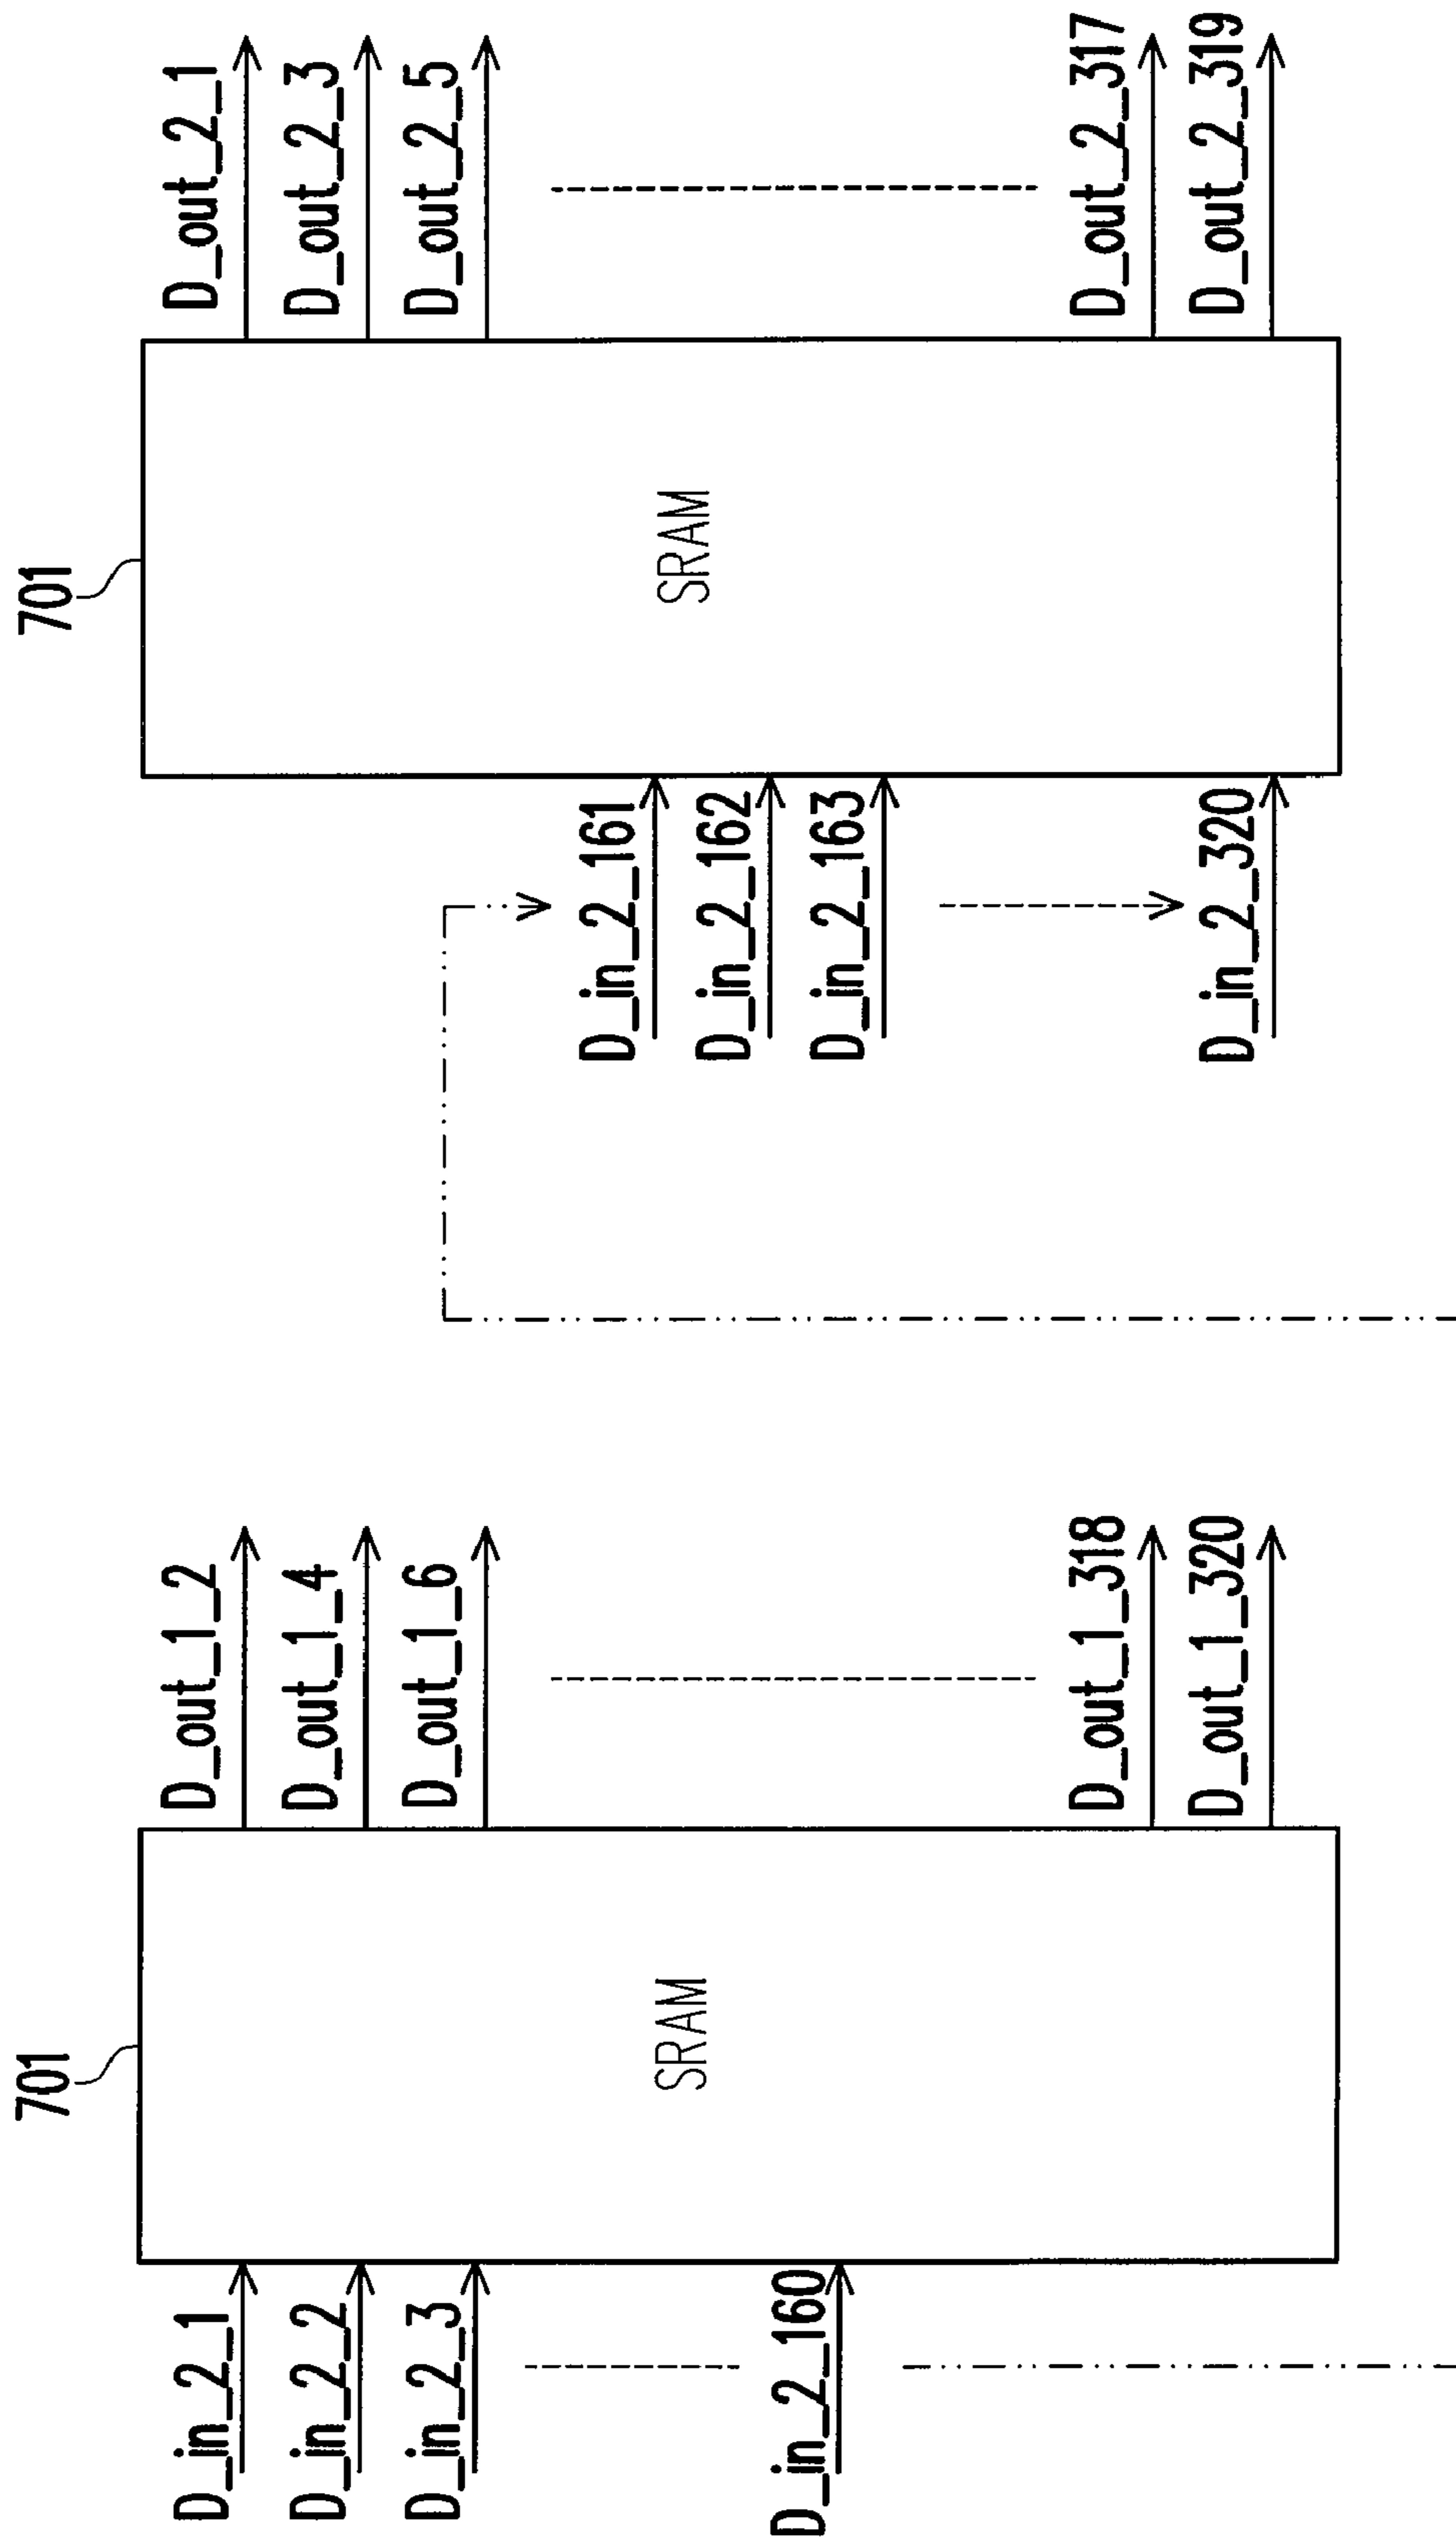 701
D_in_2_1
D_in_2_2
D_in_2_3
D_in_2_160
SRAM
D_out_1_2
D_out_1_4
D_out_1_6
D_out_1_318
D_out_1_320
701
D_in_2_161
D_in_2_162
D_in_2_163
D_in_2_320
SRAM
D_out_2_1
D_out_2_3
D_out_2_5
D_out_2_317
D_out_2_319